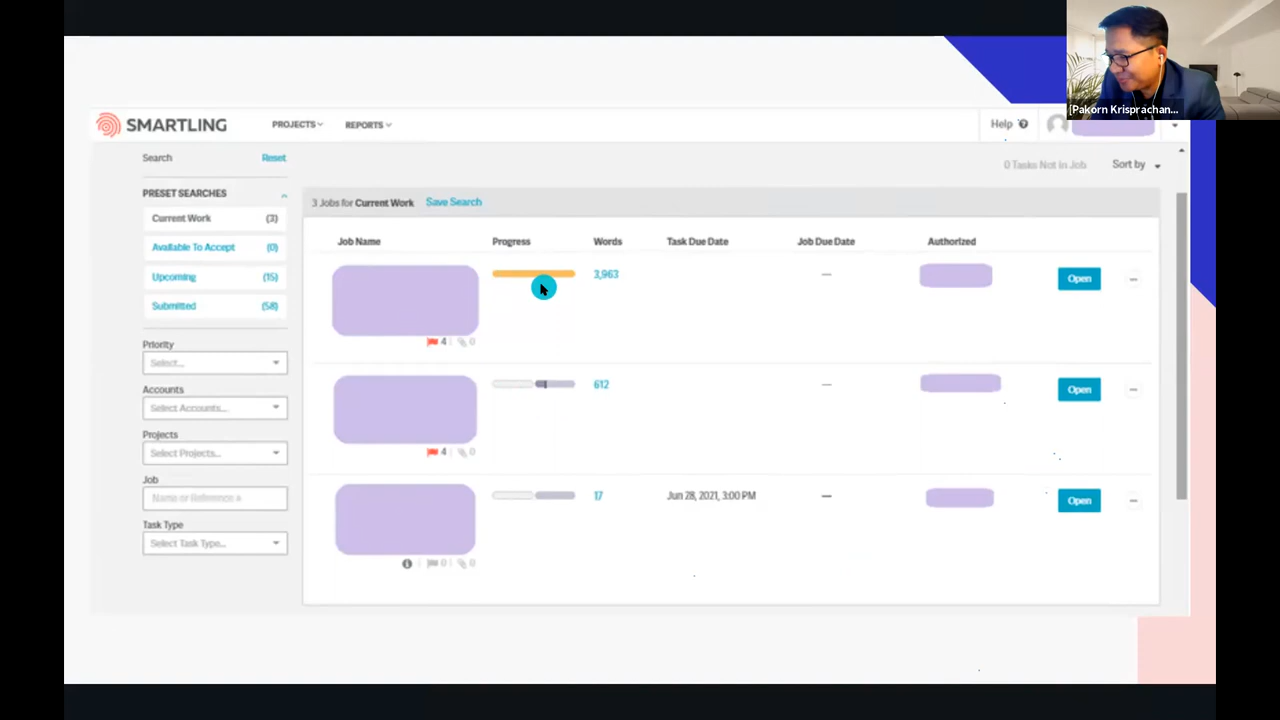 {Pakorn Krisprachan...
SMARTLING
PROJECTS
REPORTS
Help
Search
Reset
0 Tasks Not In Job
Sort by
PRESET SEARCHES
Current Work (3)
Available To Accept (0)
Upcoming (15)
Submitted (58)
Priority
Select...
Accounts
Select Accounts...
Projects
Select Projects...
Job
Name or Reference #
Task Type
Select Task Type...
3 Jobs for Current Work Save Search
Job Name Progress Words Task Due Date Job Due Date Authorized
3,963 — Open
4 0
612 — Open
4 0
17 Jun 28, 2021, 3:00 PM — Open
0 0